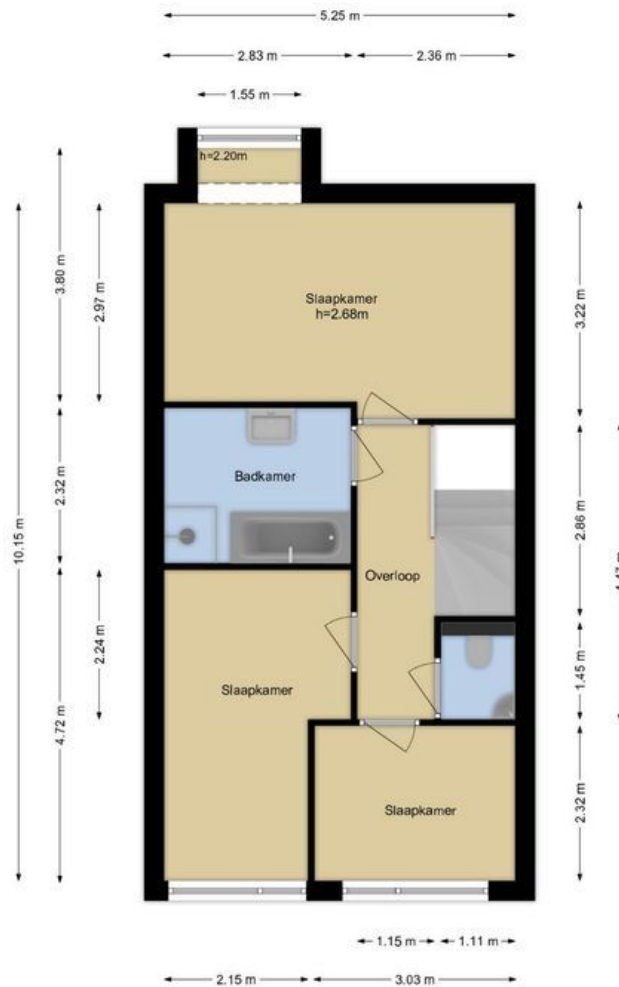 5.25 m
2.83 m
2.36 m
1.55 m
h=2.20m
3.80 m
2.97 m
3.22 m
Slaapkamer
h=2.68m
10.15 m
2.32 m
Badkamer
2.86 m
Overloop
2.24 m
4.72 m
1.45 m
Slaapkamer
Slaapkamer
2.32 m
1.15 m
1.11 m
2.15 m
3.03 m